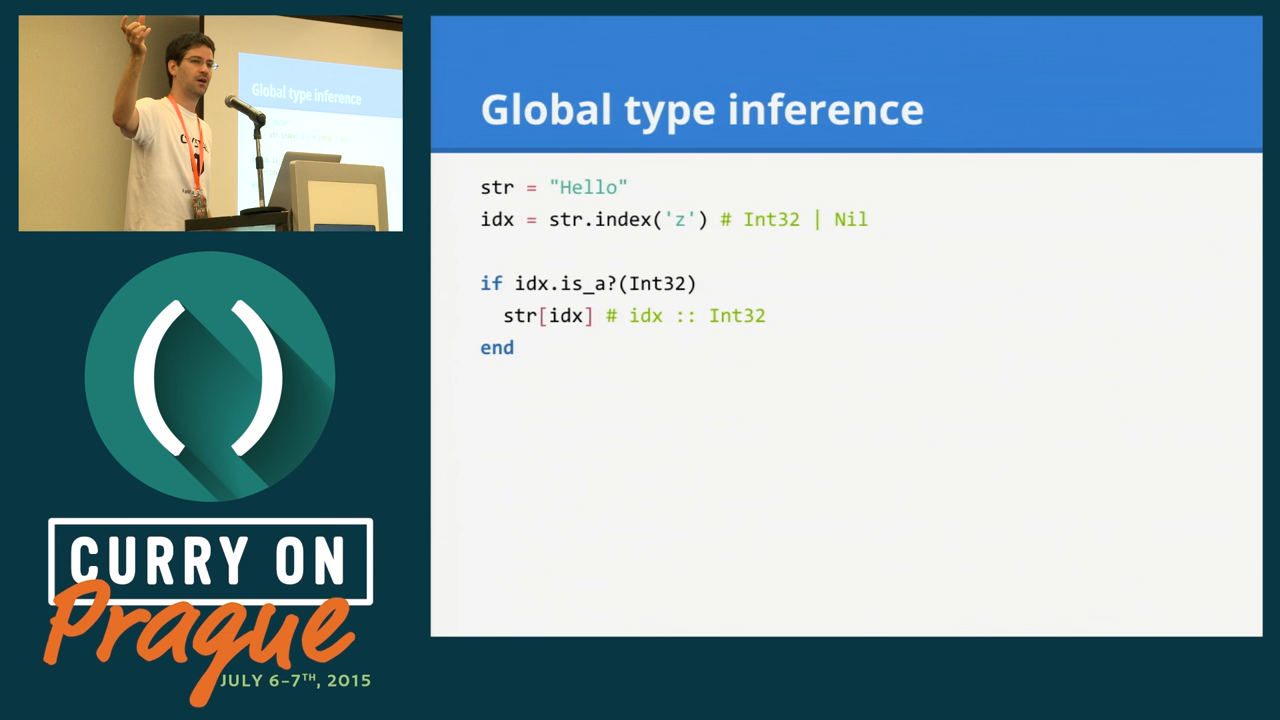 Global type inference
Global type inference
str = "Hello"
idx = str.index('z') # Int32 | Nil
if idx.is_a?(Int32)
str[idx] # idx :: Int32
end
CURRY ON
Prague
JULY 6-7TH, 2015